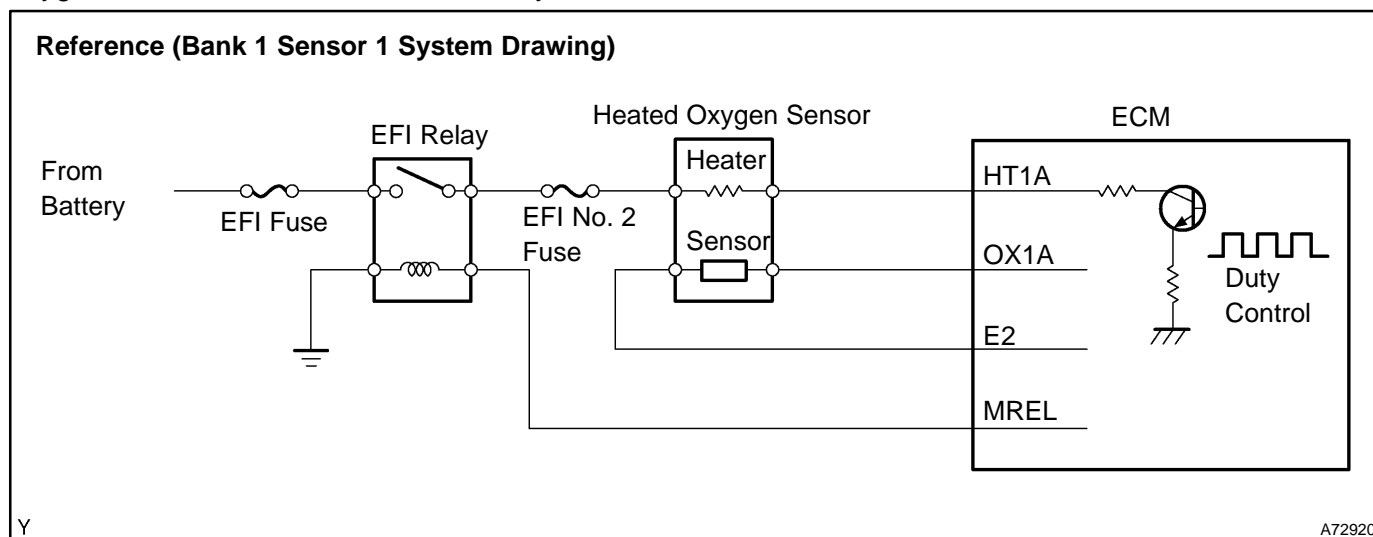 Reference (Bank 1 Sensor 1 System Drawing)
Heated Oxygen Sensor
ECM
EFI Relay
From
Battery
EFI Fuse
EFI No. 2
Fuse
Heater
Sensor
HT1A
OX1A
E2
MREL
Duty
Control
Y
A72920